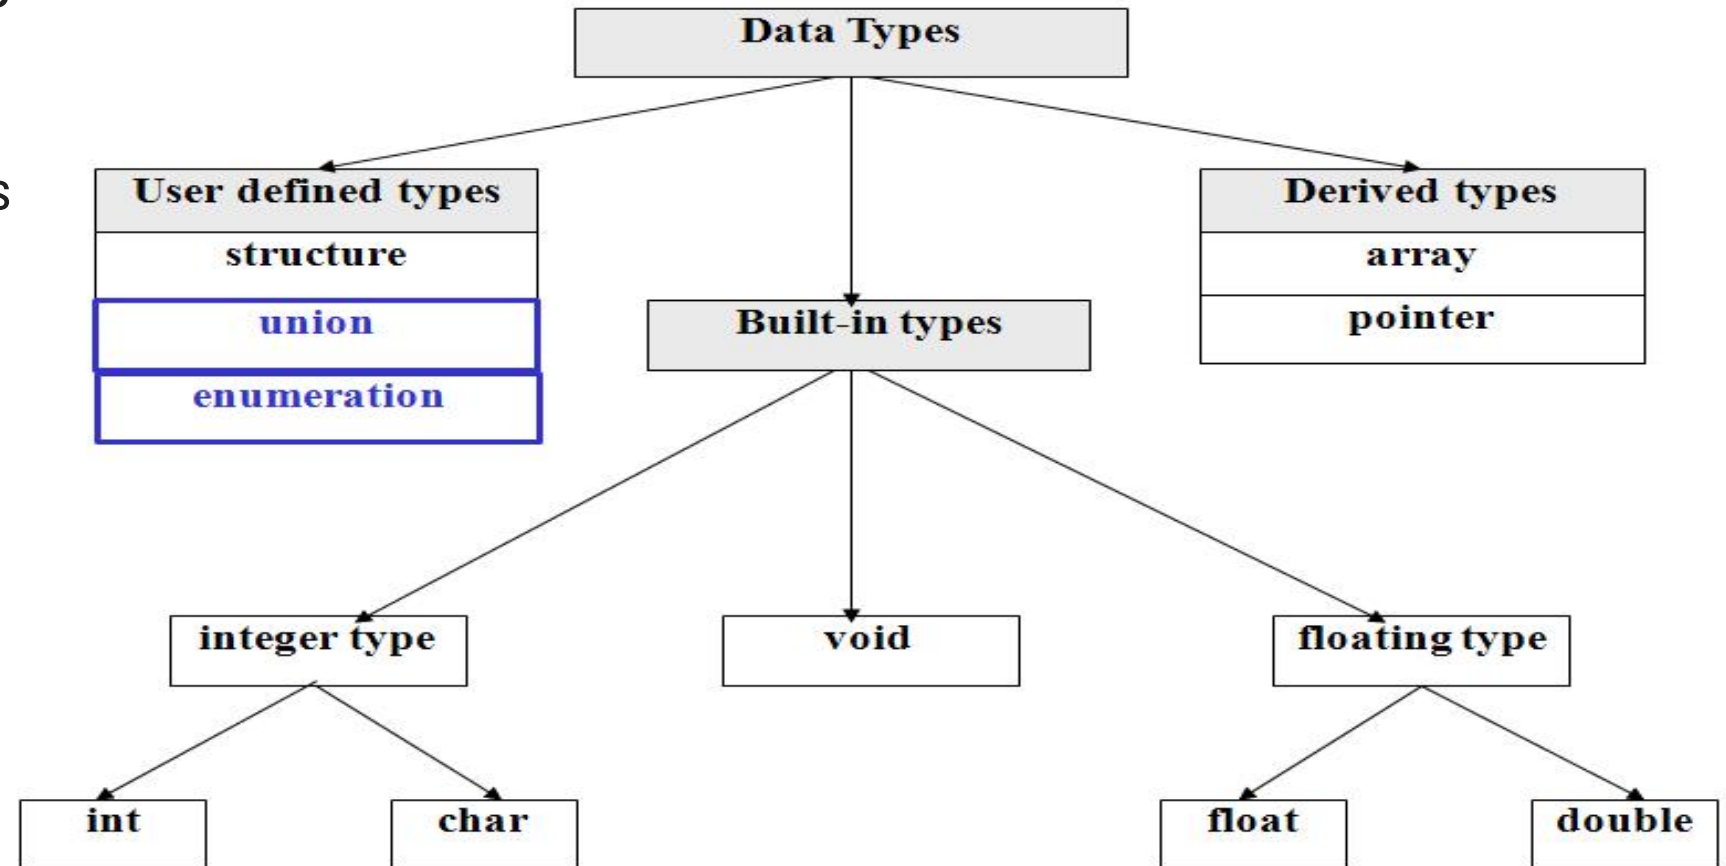 Data Types
s
User defined types
Derived types
structure
array
union
Built-in types
pointer
enumeration
integer type
void
floating type
int
char
float
double